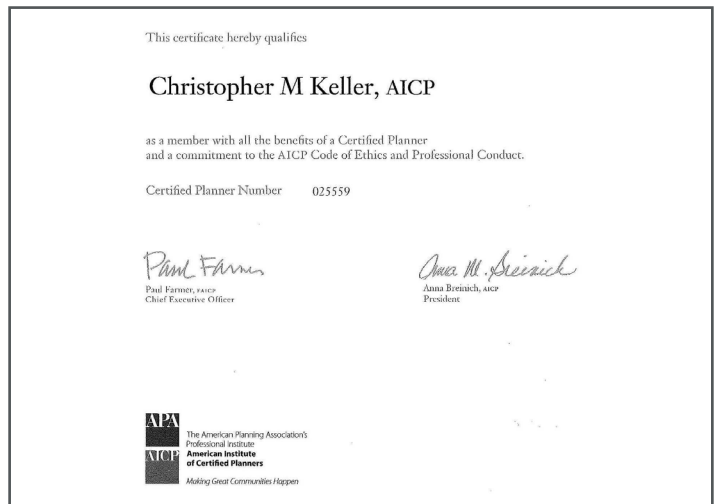 This certificate hereby qualifies
Christopher M Keller, AICP
as a member with all the benefits of a Certified Planner
and a commitment to the AICP Code of Ethics and Professional Conduct.
Certified Planner Number 025559
Paul Farmer
Anna M. Breinich
Paul Farmer, FAICP
Chief Executive Officer
Anna Breinich, AICP
President
APA
The American Planning Association's
Professional Institute
AICP
American Institute
of Certified Planners
Making Great Communities Happen